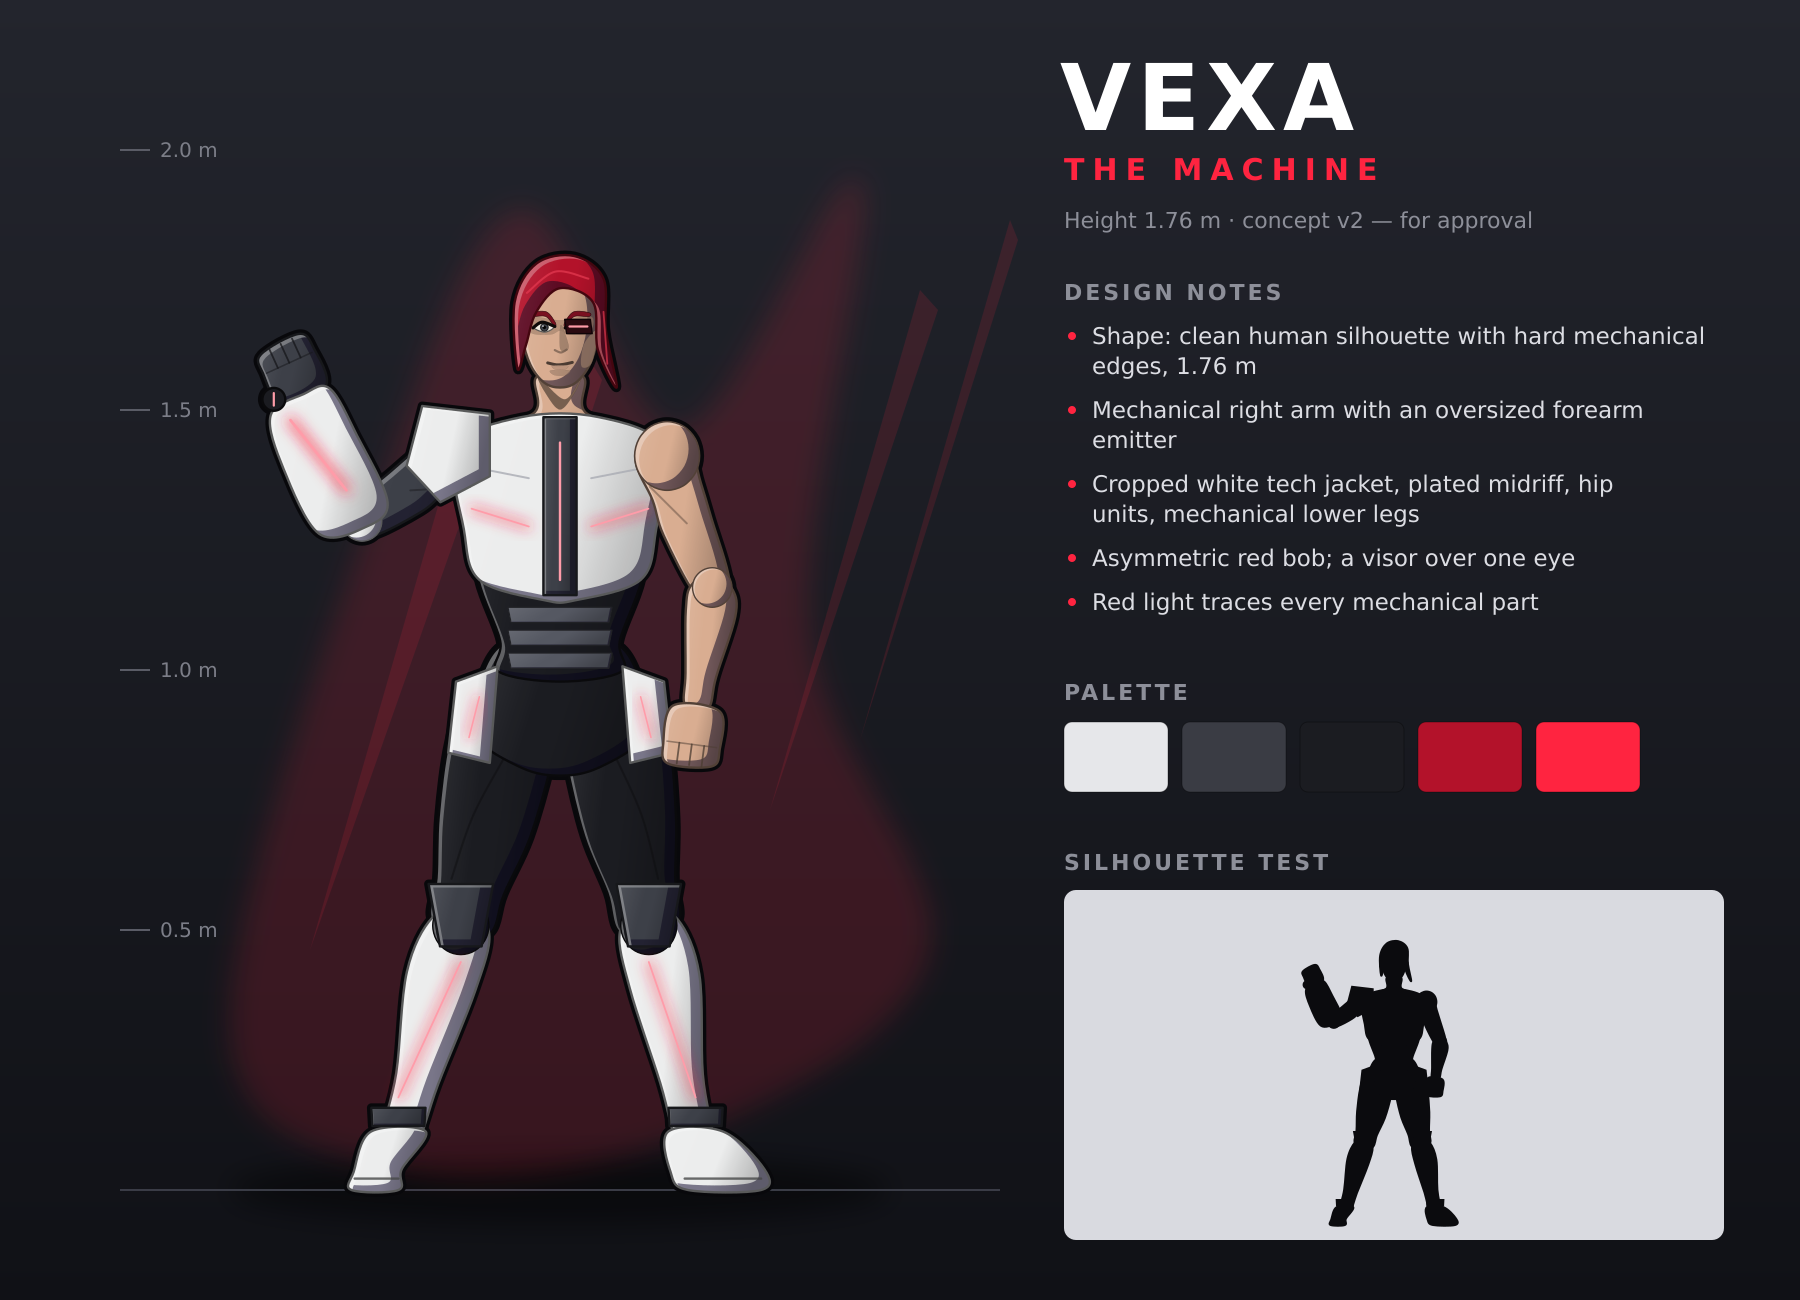 VEXA
THE MACHINE
Height 1.76 m · concept v2 — for approval
2.0 m
1.5 m
1.0 m
0.5 m
DESIGN NOTES
• Shape: clean human silhouette with hard mechanical
edges, 1.76 m
• Mechanical right arm with an oversized forearm
emitter
• Cropped white tech jacket, plated midriff, hip
units, mechanical lower legs
• Asymmetric red bob; a visor over one eye
• Red light traces every mechanical part
PALETTE
SILHOUETTE TEST